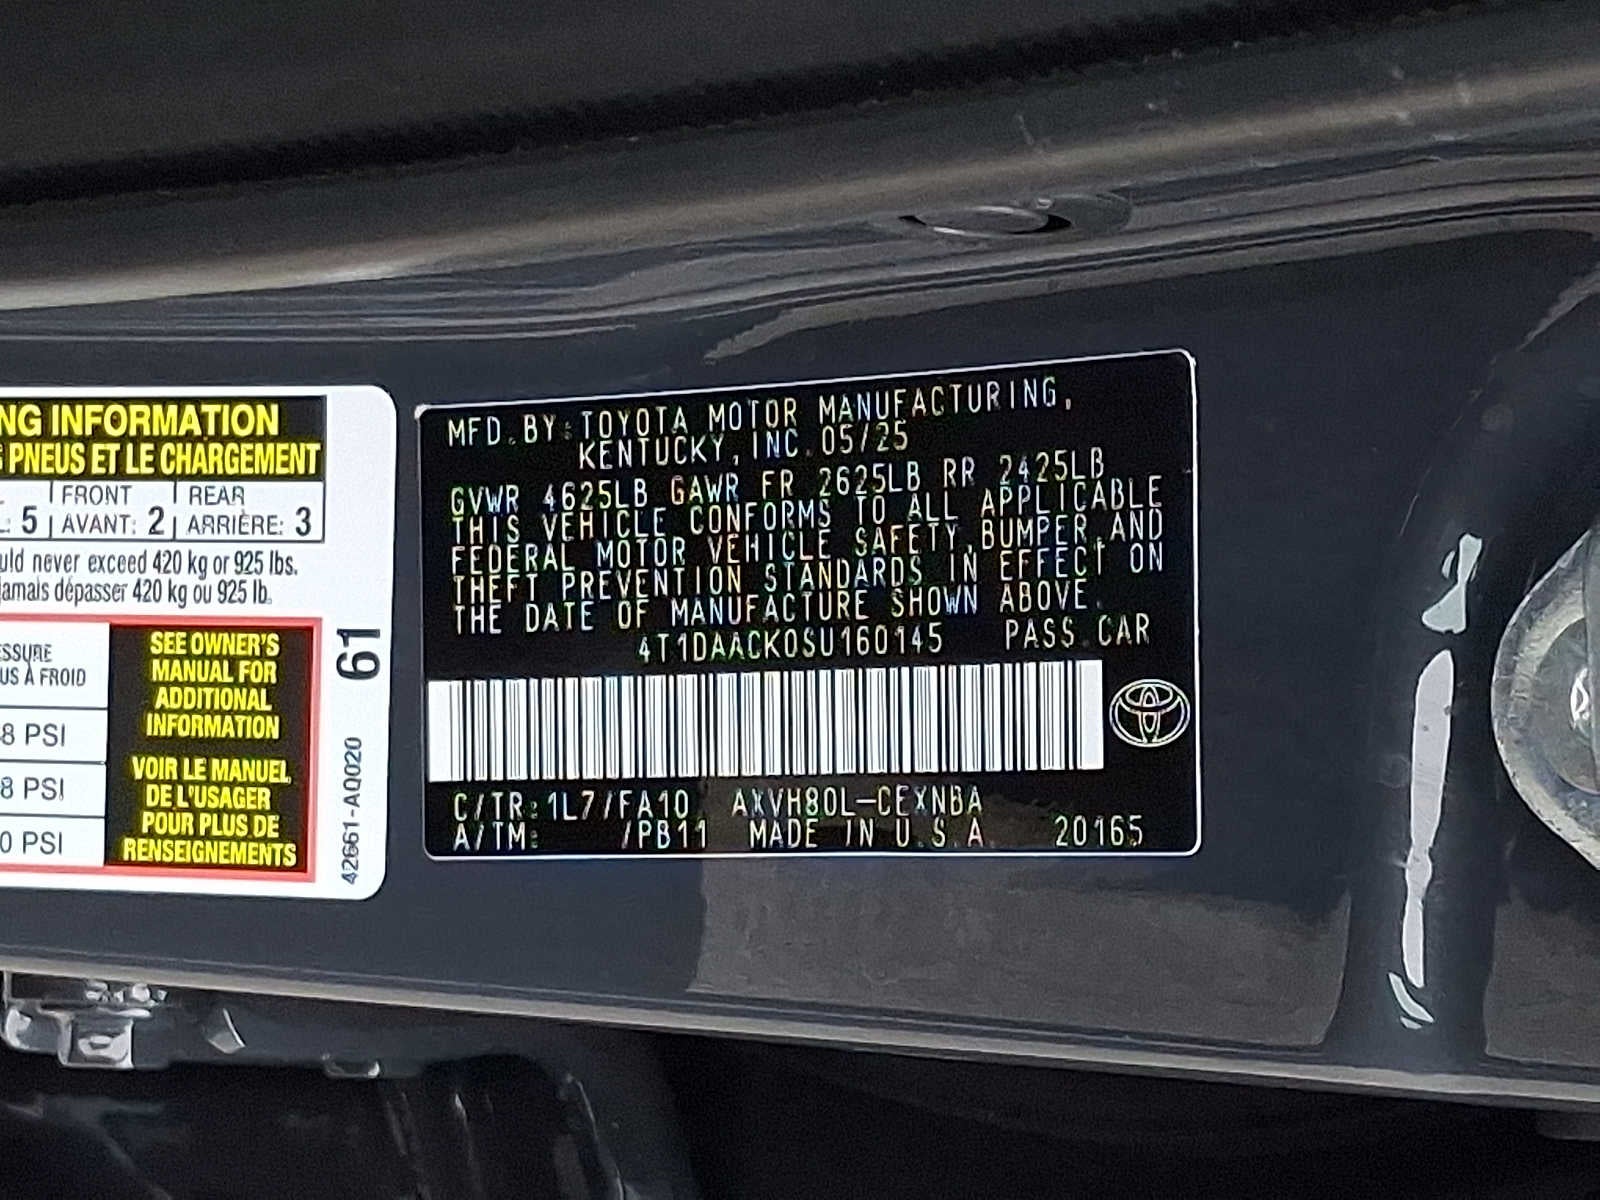 NG INFORMATION
S PNEUS ET LE CHARGEMENT
FRONT REAR
: 5 AVANT: 2 ARRIÈRE: 3
uld never exceed 420 kg or 925 lbs.
jamais dépasser 420 kg ou 925 lb.
ESSURE
US À FROID
8 PSI
8 PSI
0 PSI
SEE OWNER'S
MANUAL FOR
ADDITIONAL
INFORMATION
VOIR LE MANUEL
DE L'USAGER
POUR PLUS DE
RENSEIGNEMENTS
61
42661-AQ020
MFD.BY:TOYOTA MOTOR MANUFACTURING,
KENTUCKY,INC.05/25
GVWR 4625LB GAWR FR 2625LB RR 2425LB
THIS VEHICLE CONFORMS TO ALL APPLICABLE
FEDERAL MOTOR VEHICLE SAFETY,BUMPER,AND
THEFT PREVENTION STANDARDS IN EFFECT ON
THE DATE OF MANUFACTURE SHOWN ABOVE.
4T1DAACK0SU160145 PASS.CAR
C/TR:1L7/FA10 AXVH80L-CEXNBA
A/TM: /PB11 MADE IN U.S.A. 20165